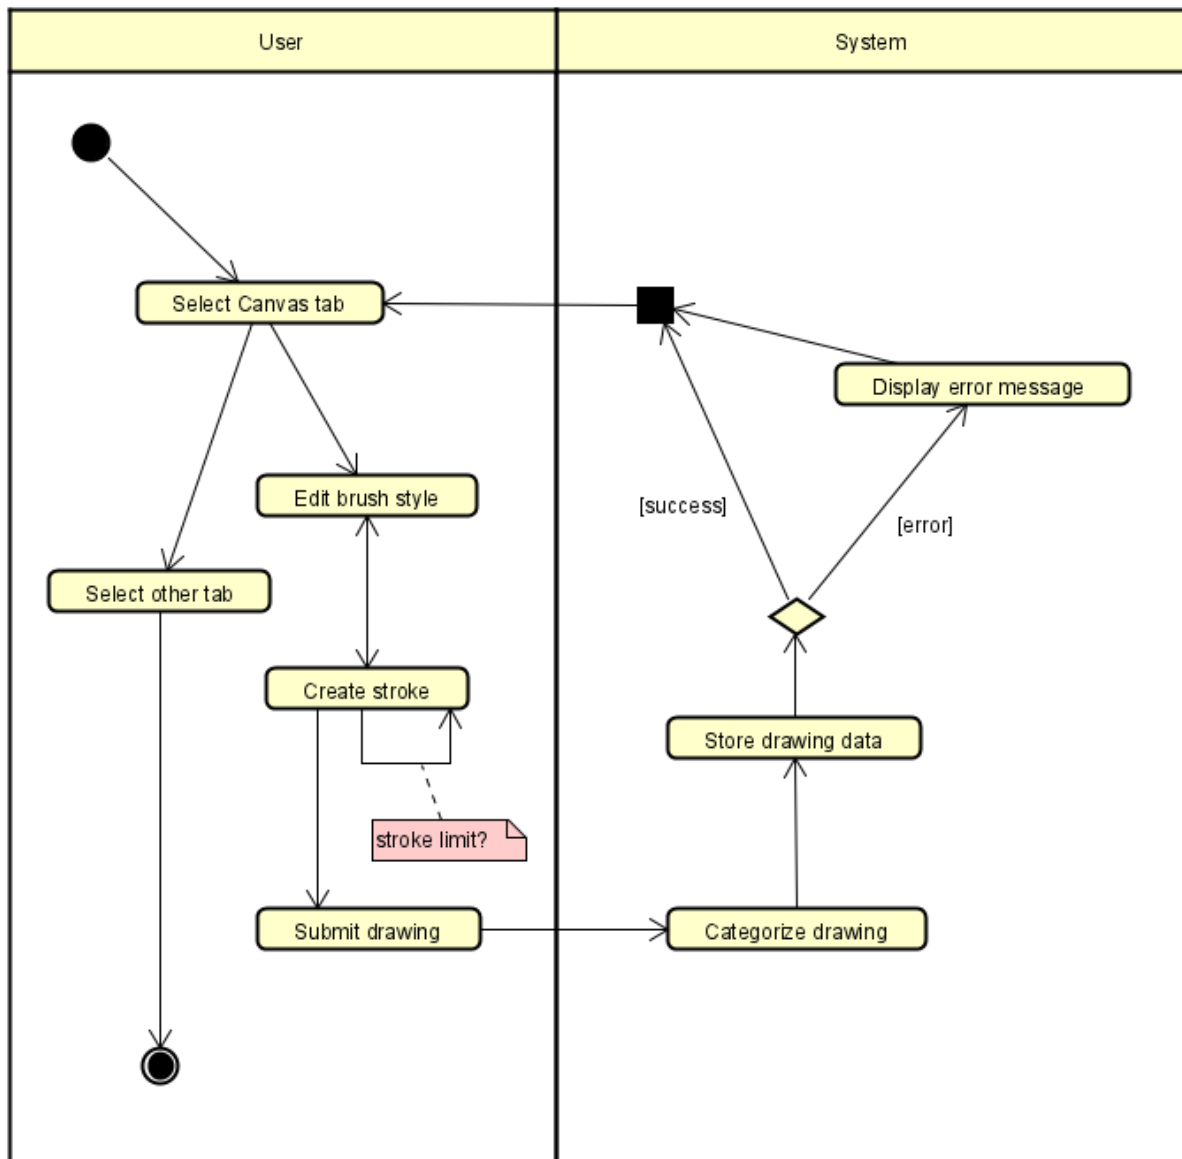 User
System
Select Canvas tab
Display error message
Edit brush style
[success]
[error]
Select other tab
Create stroke
Store drawing data
stroke limit?
Submit drawing
Categorize drawing